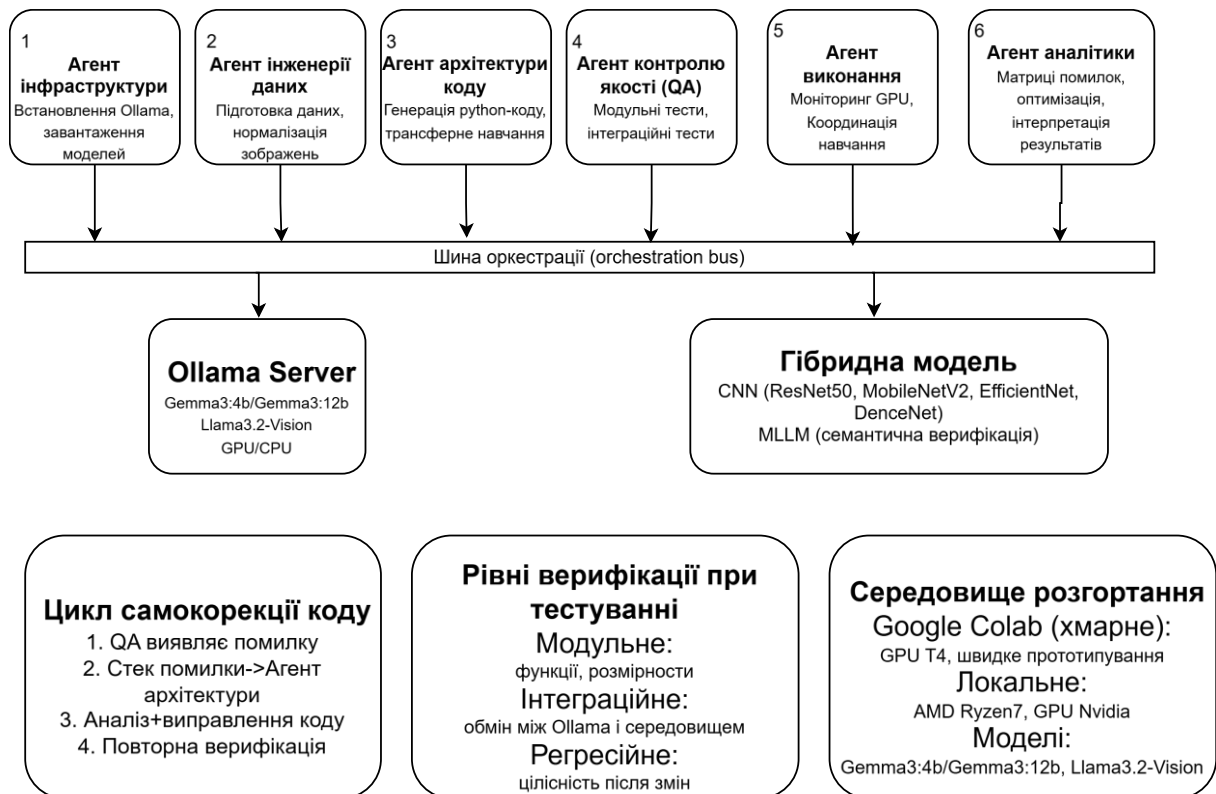 1
Агент
інфраструктури
Встановлення Ollama,
завантаження
моделей
2
Агент інженерії
даних
Підготовка даних,
нормалізація
зображень
3
Агент архітектури
коду
Генерація python-коду,
трансферне навчання
4
Агент контролю
якості (QA)
Модульні тести,
інтеграційні тести
5
Агент
виконання
Моніторинг GPU,
Координація
навчання
6
Агент аналітики
Матриці помилок,
оптимізація,
інтерпретація
результатів
Шина оркестрації (orchestration bus)
Ollama Server
Gemma3:4b/Gemma3:12b
Llama3.2-Vision
GPU/CPU
Гібридна модель
CNN (ResNet50, MobileNetV2, EfficientNet,
DenceNet)
MLLM (семантична верифікація)
Цикл самокорекції коду
1. QA виявляє помилку
2. Стек помилки->Агент
архітектури
3. Аналіз+виправлення коду
4. Повторна верифікація
Рівні верифікації при
тестуванні
Модульне:
функції, розмірности
Інтеграційне:
обмін між Ollama і середовищем
Регресійне:
цілісність після змін
Середовище розгортання
Google Colab (хмарне):
GPU T4, швидке прототипування
Локальне:
AMD Ryzen7, GPU Nvidia
Моделі:
Gemma3:4b/Gemma3:12b, Llama3.2-Vision